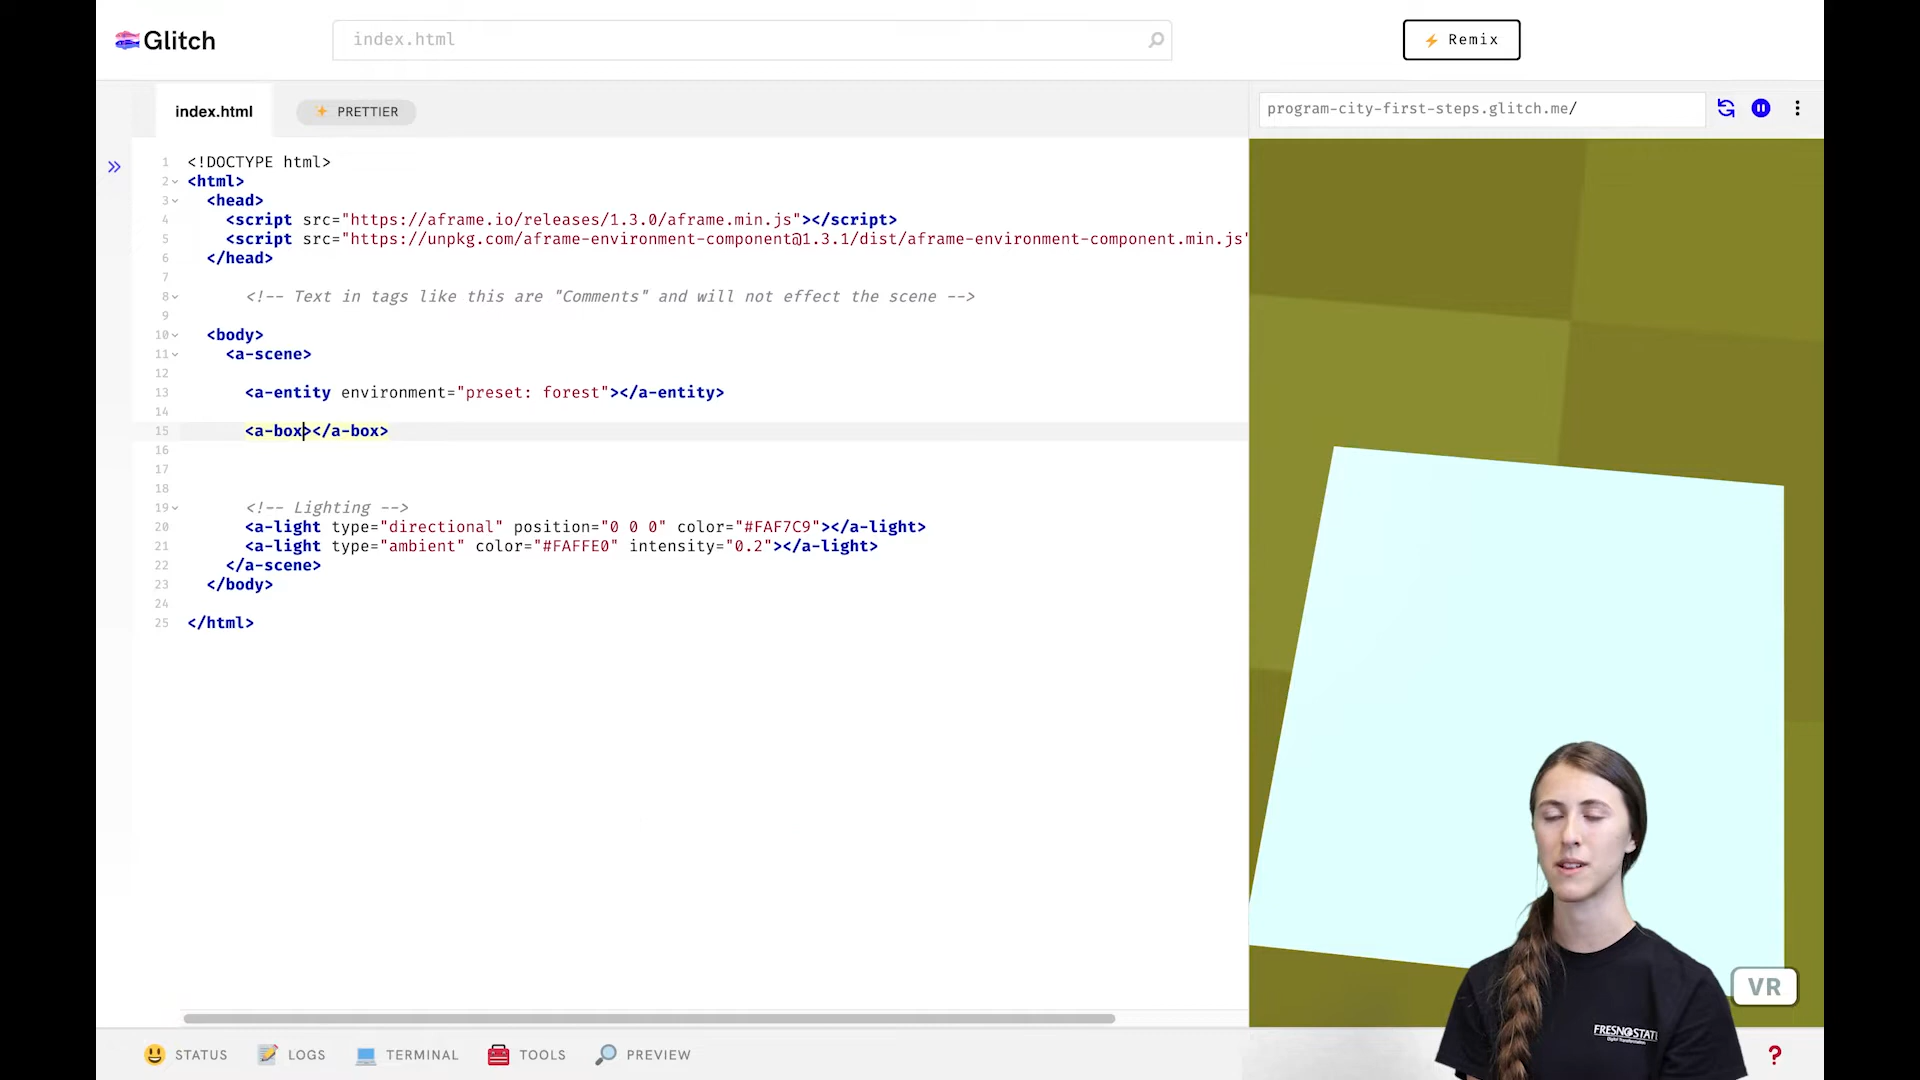 Glitch
index.html
⚡ Remix
index.html
✨ PRETTIER
program-city-first-steps.glitch.me/
1 <!DOCTYPE html>
2 <html>
3 <head>
4 <script src="https://aframe.io/releases/1.3.0/aframe.min.js"></script>
5 <script src="https://unpkg.com/aframe-environment-component@1.3.1/dist/aframe-environment-component.min.js"
6 </head>
7
8 <!-- Text in tags like this are "Comments" and will not effect the scene -->
9
10 <body>
11 <a-scene>
12
13 <a-entity environment="preset: forest"></a-entity>
14
15 <a-box></a-box>
16
17
18
19 <!-- Lighting -->
20 <a-light type="directional" position="0 0 0" color="#FAF7C9"></a-light>
21 <a-light type="ambient" color="#FAFFE0" intensity="0.2"></a-light>
22 </a-scene>
23 </body>
24
25 </html>
VR
FRESNO STATE
Digital Transformation
STATUS
LOGS
TERMINAL
TOOLS
PREVIEW
?